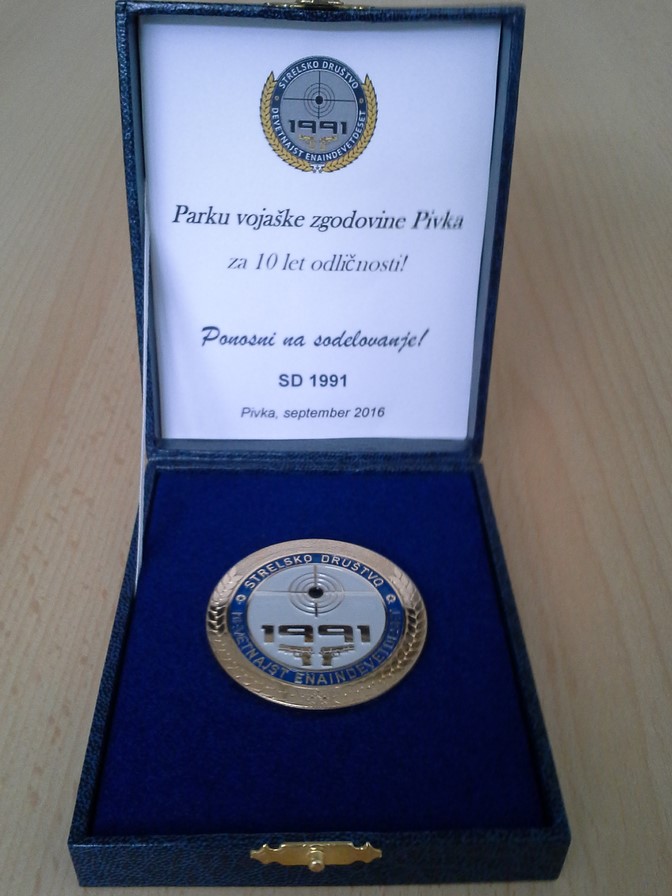 STRELSKO DRUŠTVO
1991
DEVETNAJST ENAINDEVETDESET
Parku vojaške zgodovine Pivka
za 10 let odličnosti!
Ponosni na sodelovanje!
SD 1991
Pivka, september 2016
STRELSKO DRUŠTVO
1991
DEVETNAJST ENAINDEVETDESET